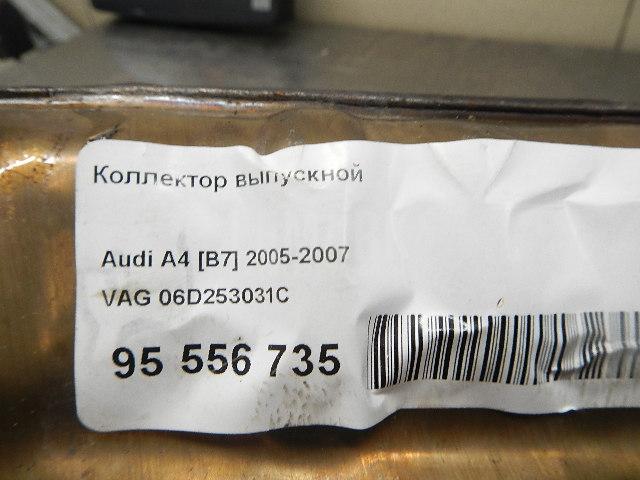 Коллектор выпускной
Audi A4 [B7] 2005-2007
VAG 06D253031C
95 556 735